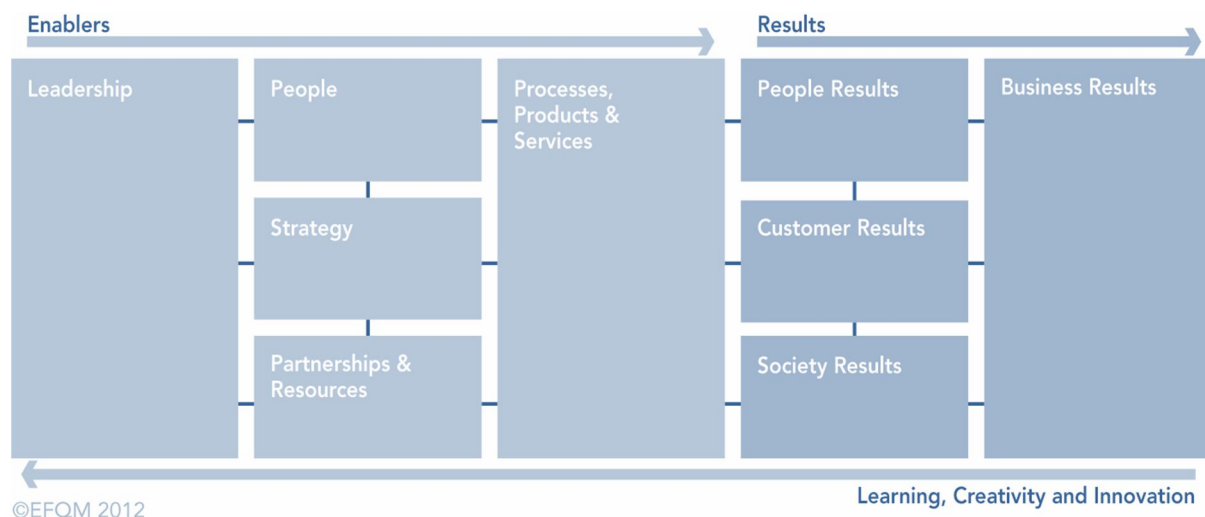 Enablers
Results
Leadership
People
Processes,
Products &
Services
People Results
Business Results
Strategy
Customer Results
Partnerships &
Resources
Society Results
Learning, Creativity and Innovation
©EFQM 2012